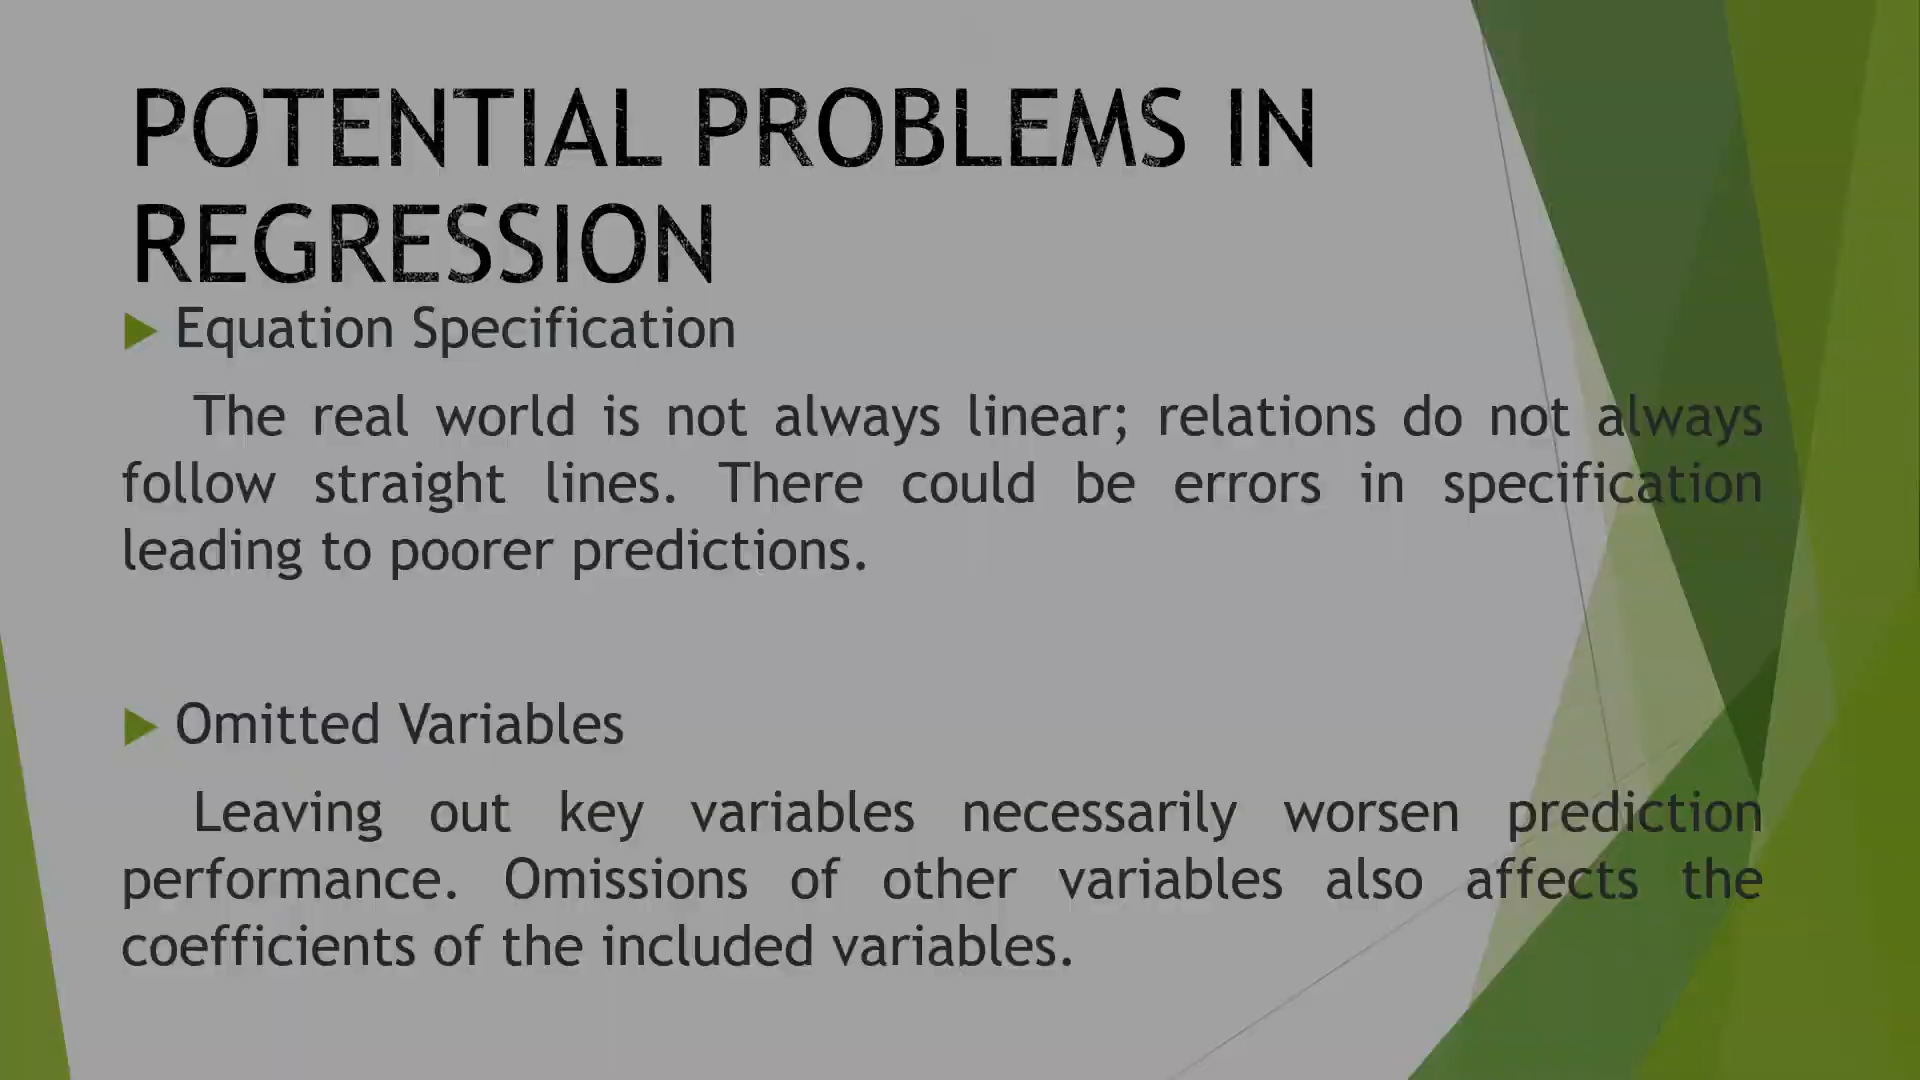 POTENTIAL PROBLEMS IN
REGRESSION
Equation Specification
The real world is not always linear; relations do not always
follow straight lines. There could be errors in specification
leading to poorer predictions.
Omitted Variables
Leaving out key variables necessarily worsen prediction
performance. Omissions of other variables also affects the
coefficients of the included variables.